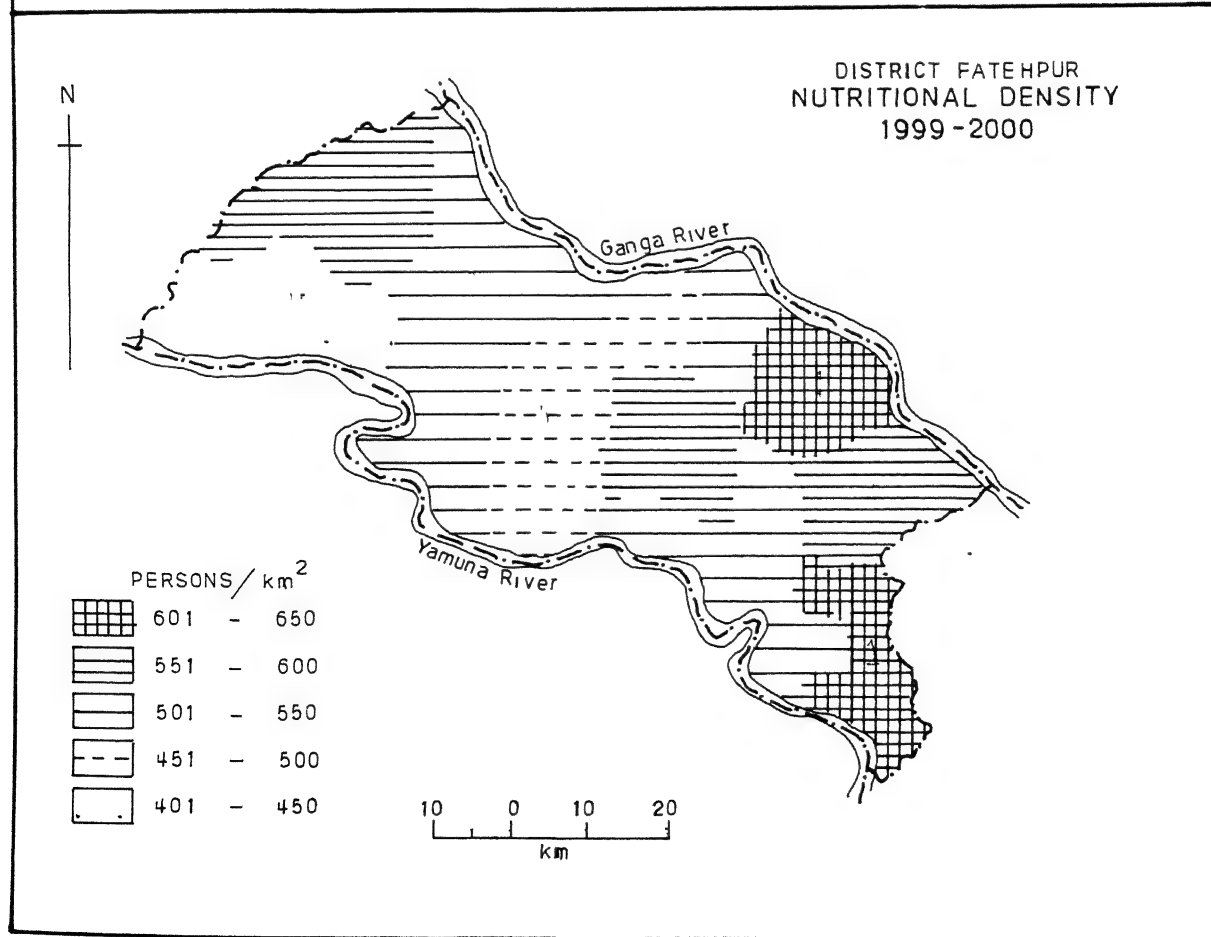 DISTRICT FATEHPUR
NUTRITIONAL DENSITY
1999-2000
N
Ganga River
Yamuna River
PERSONS/km²
601 - 650
551 - 600
501 - 550
451 - 500
401 - 450
10 0 10 20
km